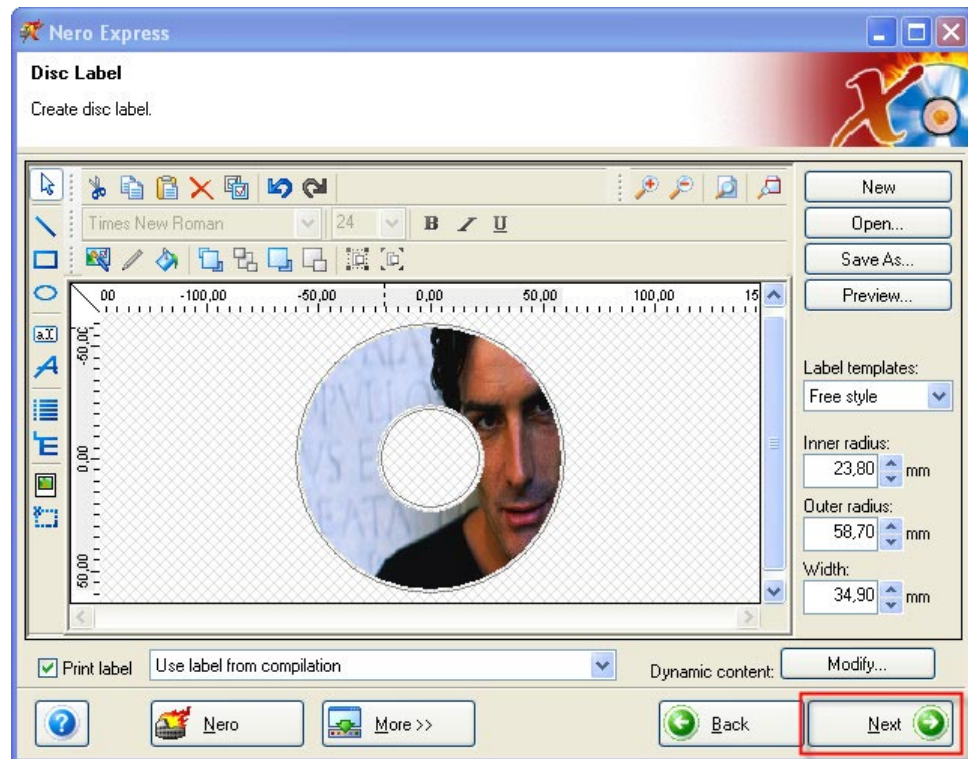 Nero Express
Disc Label
Create disc label.
Times New Roman
24
B I U
00 -100,00 -50,00 0,00 50,00 100,00 15
-50,00
0,00
50,00
New
Open...
Save As...
Preview...
Label templates:
Free style
Inner radius:
23,80 mm
Outer radius:
58,70 mm
Width:
34,90 mm
Print label Use label from compilation Dynamic content: Modify...
Nero More >> Back Next